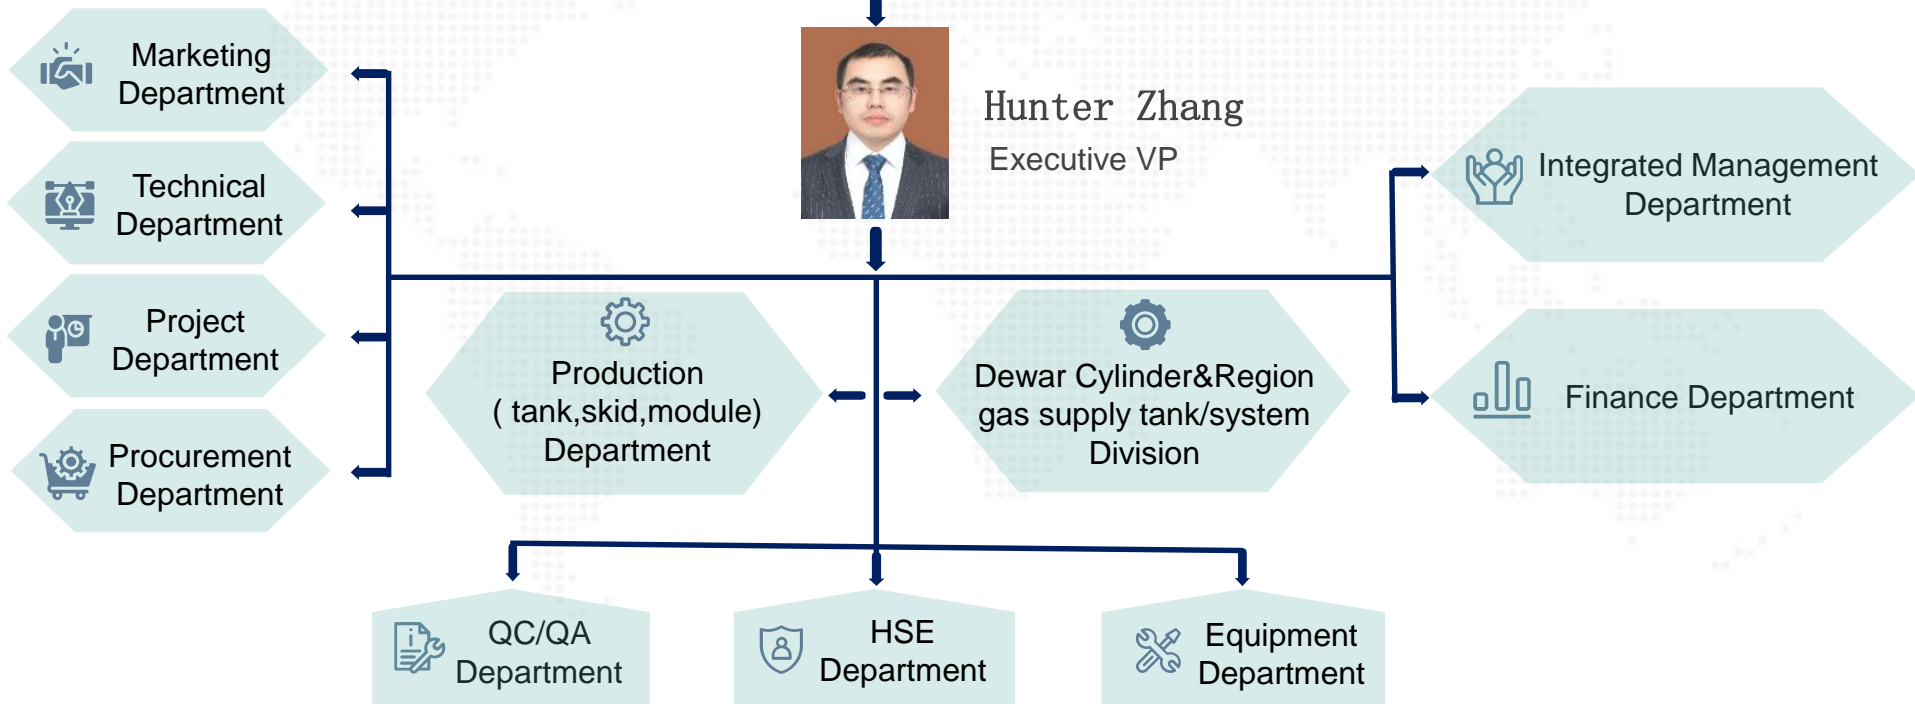 Marketing
Department
Hunter Zhang
Executive VP
Technical
Department
Integrated Management
Department
Project
Department
Production
( tank,skid,module)
Department
Dewar Cylinder&Region
gas supply tank/system
Division
Finance Department
Procurement
Department
QC/QA
Department
HSE
Department
Equipment
Department